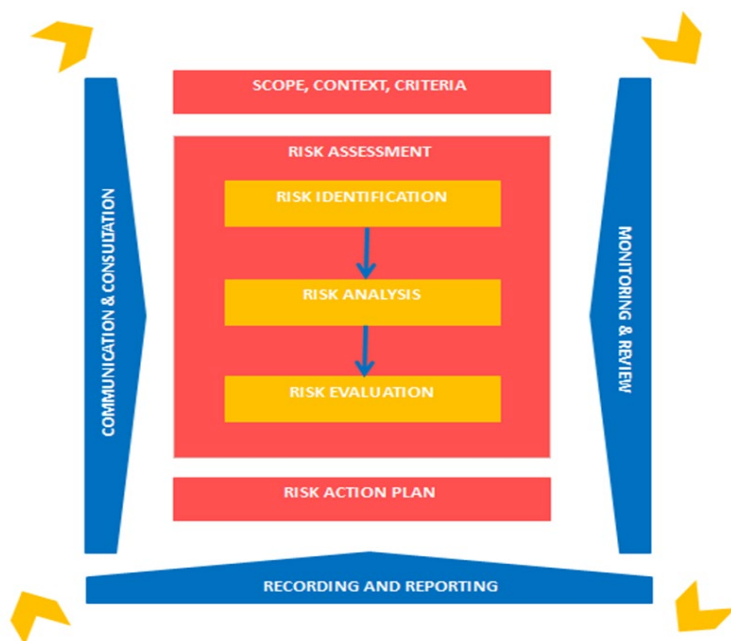 SCOPE, CONTEXT, CRITERIA
RISK ASSESSMENT
RISK IDENTIFICATION
RISK ANALYSIS
RISK EVALUATION
RISK ACTION PLAN
COMMUNICATION & CONSULTATION
MONITORING & REVIEW
RECORDING AND REPORTING